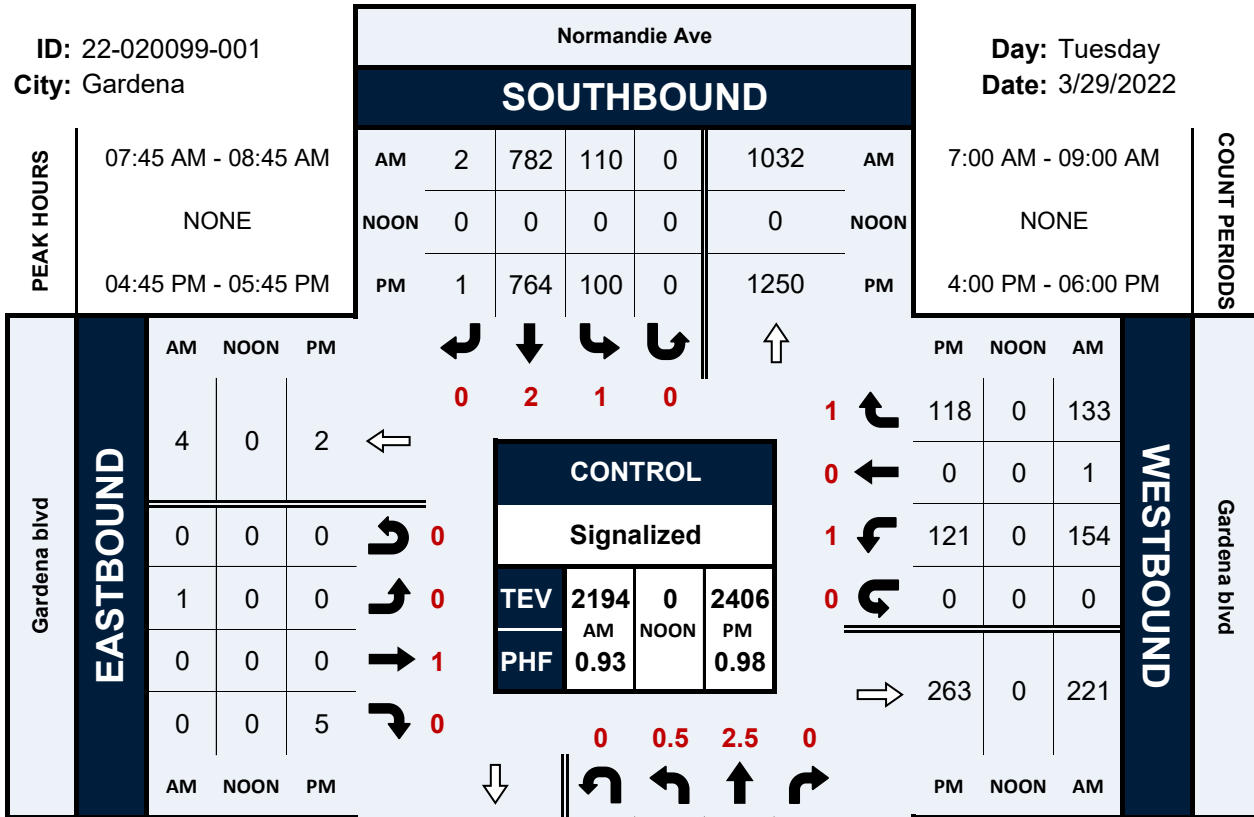 ID: 22-020099-001
City: Gardena
Normandie Ave
SOUTHBOUND
Day: Tuesday
Date: 3/29/2022
PEAK HOURS
07:45 AM - 08:45 AM
NONE
04:45 PM - 05:45 PM
AM 2 782 110 0 1032 AM
NOON 0 0 0 0 0 NOON
PM 1 764 100 0 1250 PM
7:00 AM - 09:00 AM
NONE
4:00 PM - 06:00 PM
COUNT PERIODS
0 2 1 0
Gardena blvd
EASTBOUND
AM NOON PM
4 0 2
0 0 0 0
1 0 0 0
0 0 0 1
0 0 5 0
AM NOON PM
CONTROL
Signalized
TEV 2194 0 2406
AM NOON PM
PHF 0.93 0.98
0 0.5 2.5 0
PM NOON AM
1 118 0 133
0 0 0 1
1 121 0 154
0 0 0 0
263 0 221
PM NOON AM
WESTBOUND
Gardena blvd